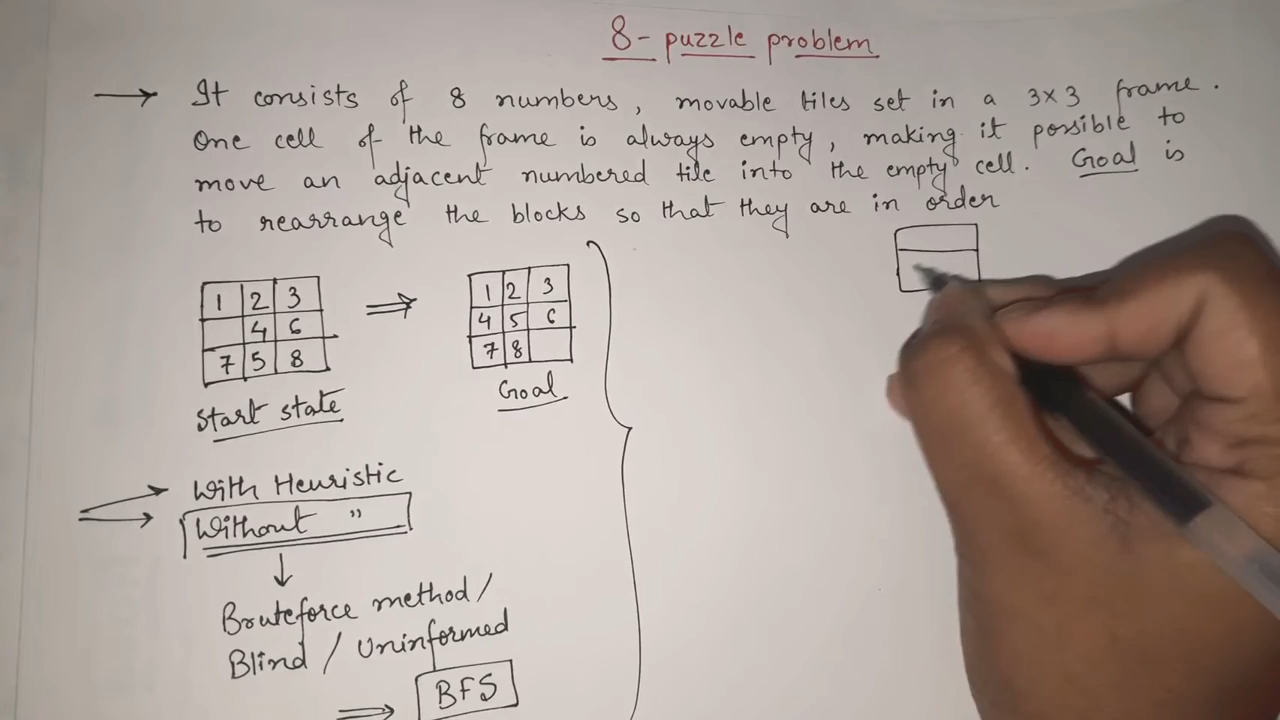 8- puzzle problem
It consists of 8 numbers, movable tiles set in a 3x3 frame.
One cell of the frame is always empty, making it possible to
move an adjacent numbered tile into the empty cell. Goal is
to rearrange the blocks so that they are in order
1 2 3
4 6
7 5 8
Start state
1 2 3
4 5 6
7 8
Goal
With Heuristic
Without "
Bruteforce method/
Blind / Uninformed
BFS